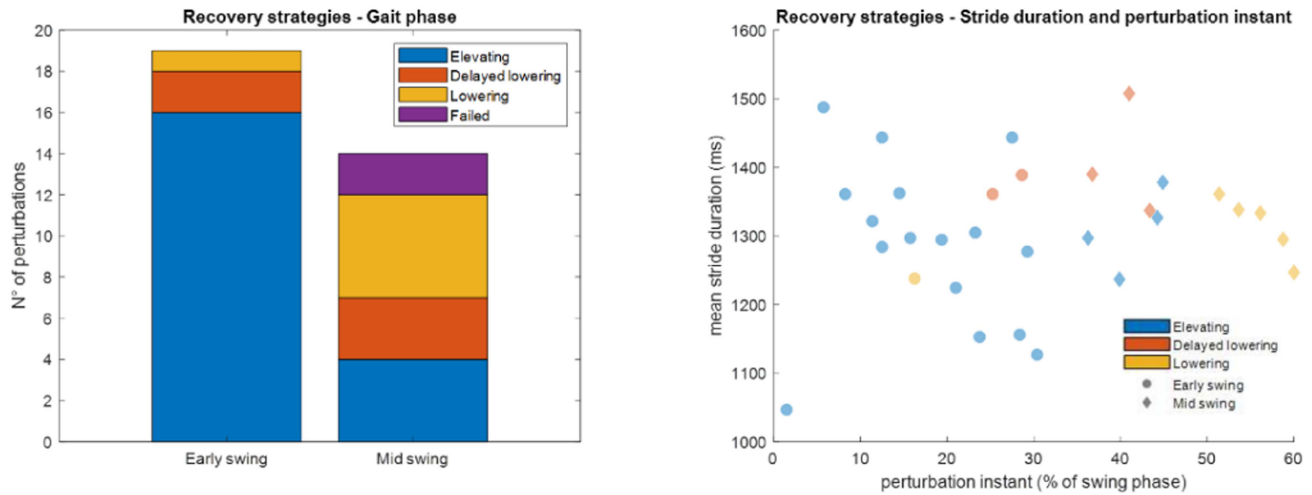 Recovery strategies - Gait phase
20
18
16
14
12
10
8
6
4
2
0
N° of perturbations
Elevating
Delayed lowering
Lowering
Failed
Early swing
Mid swing
Recovery strategies - Stride duration and perturbation instant
1600
1500
1400
1300
1200
1100
1000
mean stride duration (ms)
Elevating
Delayed lowering
Lowering
Early swing
Mid swing
0
10
20
30
40
50
60
perturbation instant (% of swing phase)